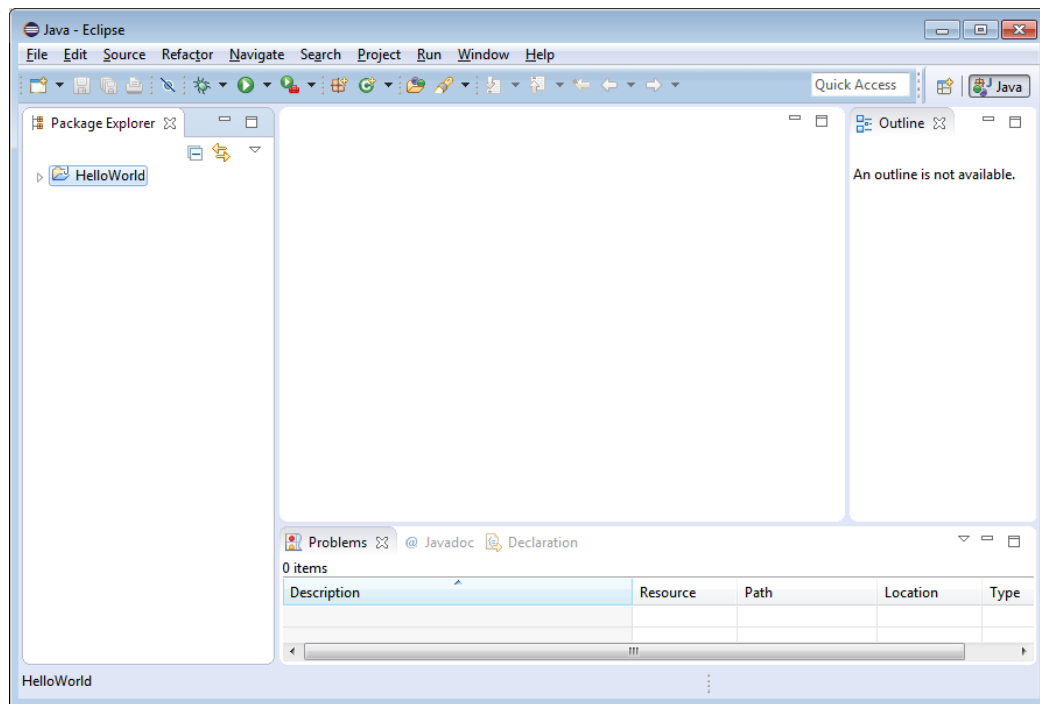 Java - Eclipse
File Edit Source Refactor Navigate Search Project Run Window Help
Quick Access Java
Package Explorer
Outline
HelloWorld
An outline is not available.
Problems @ Javadoc Declaration
0 items
Description Resource Path Location Type
HelloWorld